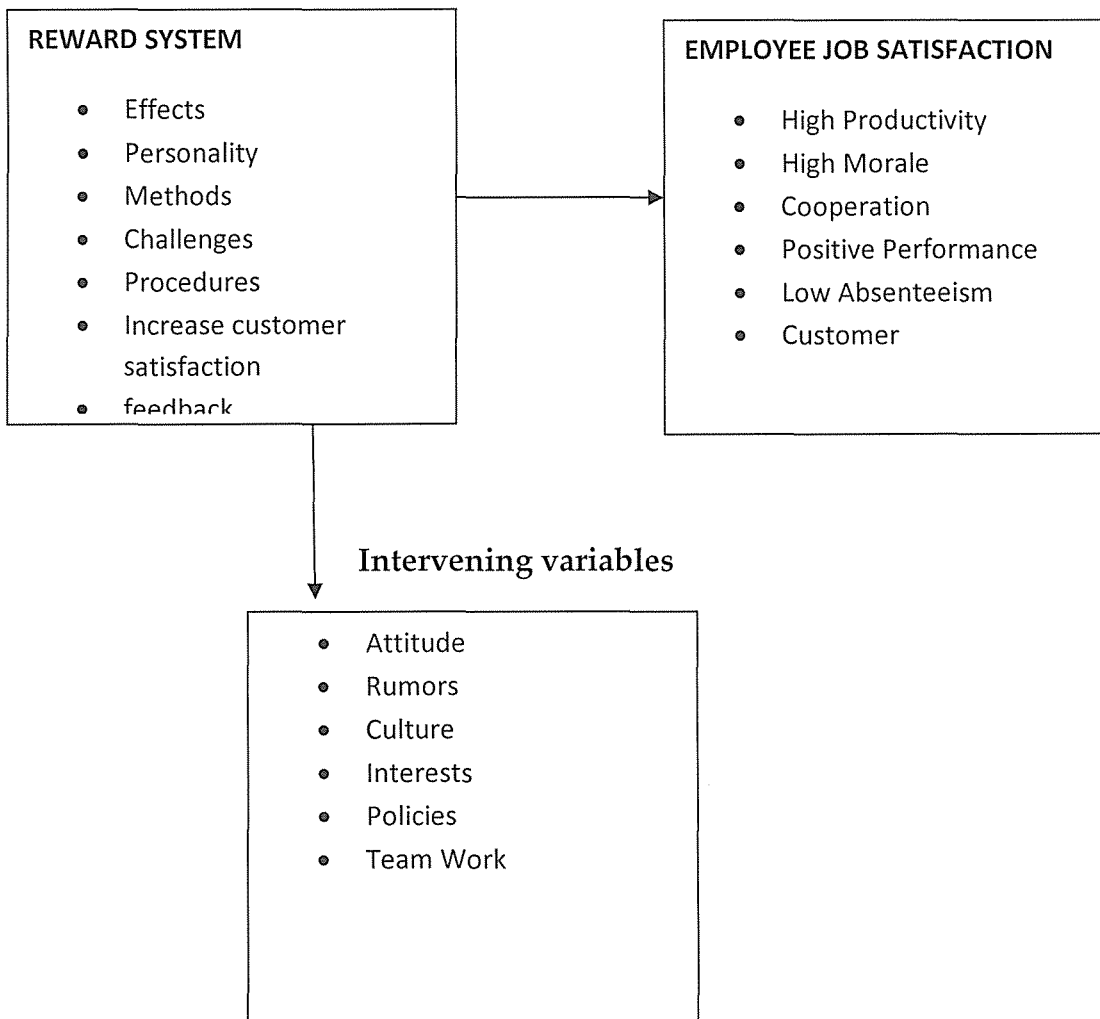 REWARD SYSTEM
• Effects
• Personality
• Methods
• Challenges
• Procedures
• Increase customer
satisfaction
• feedback
EMPLOYEE JOB SATISFACTION
• High Productivity
• High Morale
• Cooperation
• Positive Performance
• Low Absenteeism
• Customer
Intervening variables
• Attitude
• Rumors
• Culture
• Interests
• Policies
• Team Work